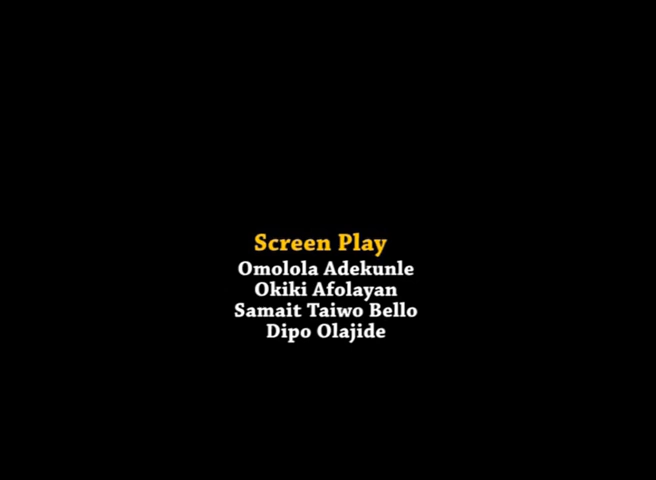 Screen Play
Omolola Adekunle
Okiki Afolayan
Samait Taiwo Bello
Dipo Olajide